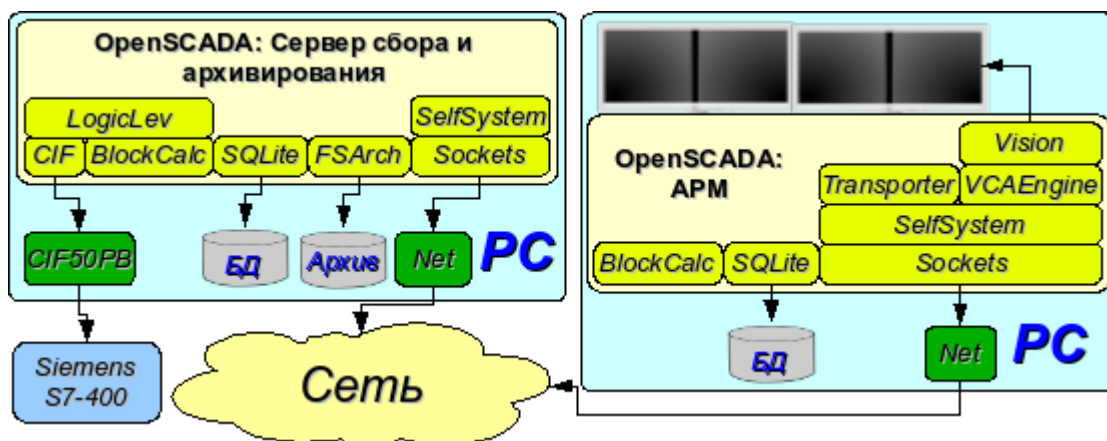 OpenSCADA: Сервер сбора и
архивирования
LogicLev
SelfSystem
CIF
BlockCalc
SQLite
FSArch
Sockets
CIF50PB
БД
Архив
Net
PC
Siemens
S7-400
Сеть
OpenSCADA:
АРМ
Vision
Transporter
VCAEngine
SelfSystem
BlockCalc
SQLite
Sockets
БД
Net
PC